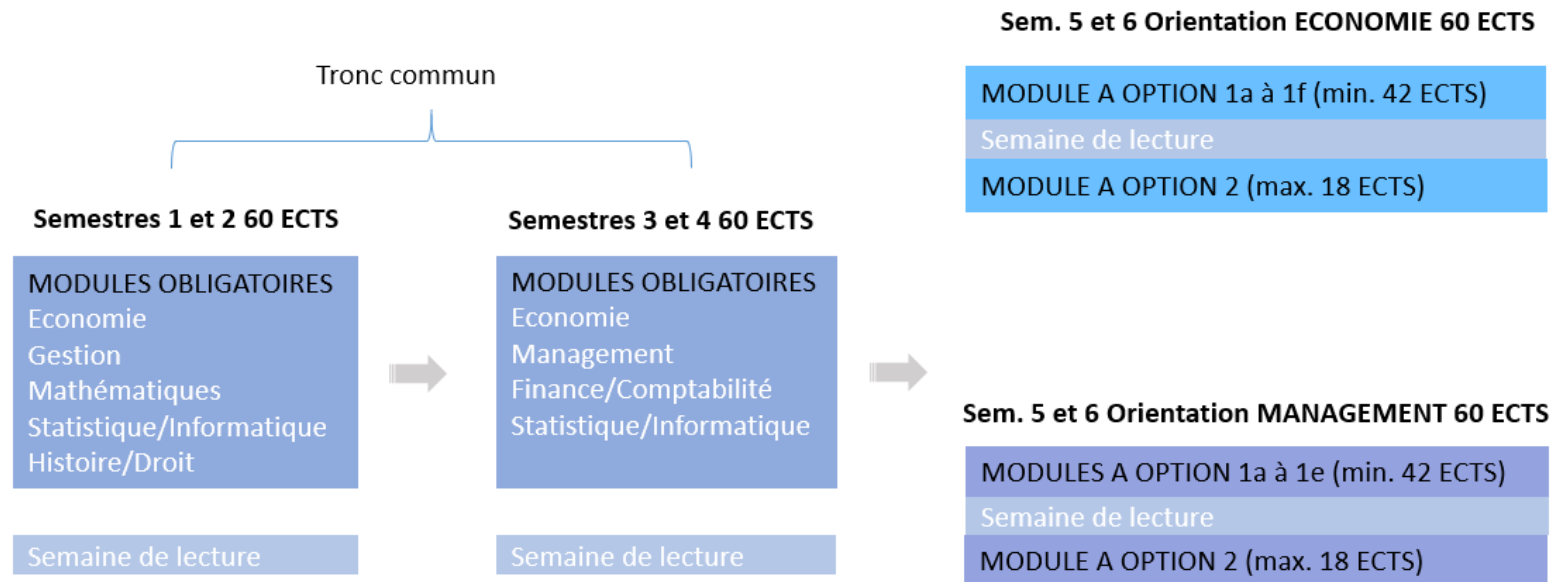 Tronc commun
Semestres 1 et 2 60 ECTS
MODULES OBLIGATOIRES
Economie
Gestion
Mathématiques
Statistique/Informatique
Histoire/Droit
Semaine de lecture
Semestres 3 et 4 60 ECTS
MODULES OBLIGATOIRES
Economie
Management
Finance/Comptabilité
Statistique/Informatique
Semaine de lecture
Sem. 5 et 6 Orientation ECONOMIE 60 ECTS
MODULE A OPTION 1a à 1f (min. 42 ECTS)
Semaine de lecture
MODULE A OPTION 2 (max. 18 ECTS)
Sem. 5 et 6 Orientation MANAGEMENT 60 ECTS
MODULES A OPTION 1a à 1e (min. 42 ECTS)
Semaine de lecture
MODULE A OPTION 2 (max. 18 ECTS)